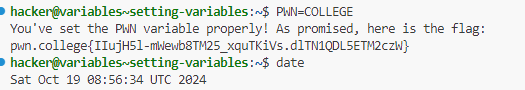 hacker@variables~setting-variables:~$ PWN=COLLEGE
You've set the PWN variable properly! As promised, here is the flag:
pwn.college{IIujH5l-mWewb8TM25_xquTKiVs.dlTN1QDL5ETM2czW}
hacker@variables~setting-variables:~$ date
Sat Oct 19 08:56:34 UTC 2024